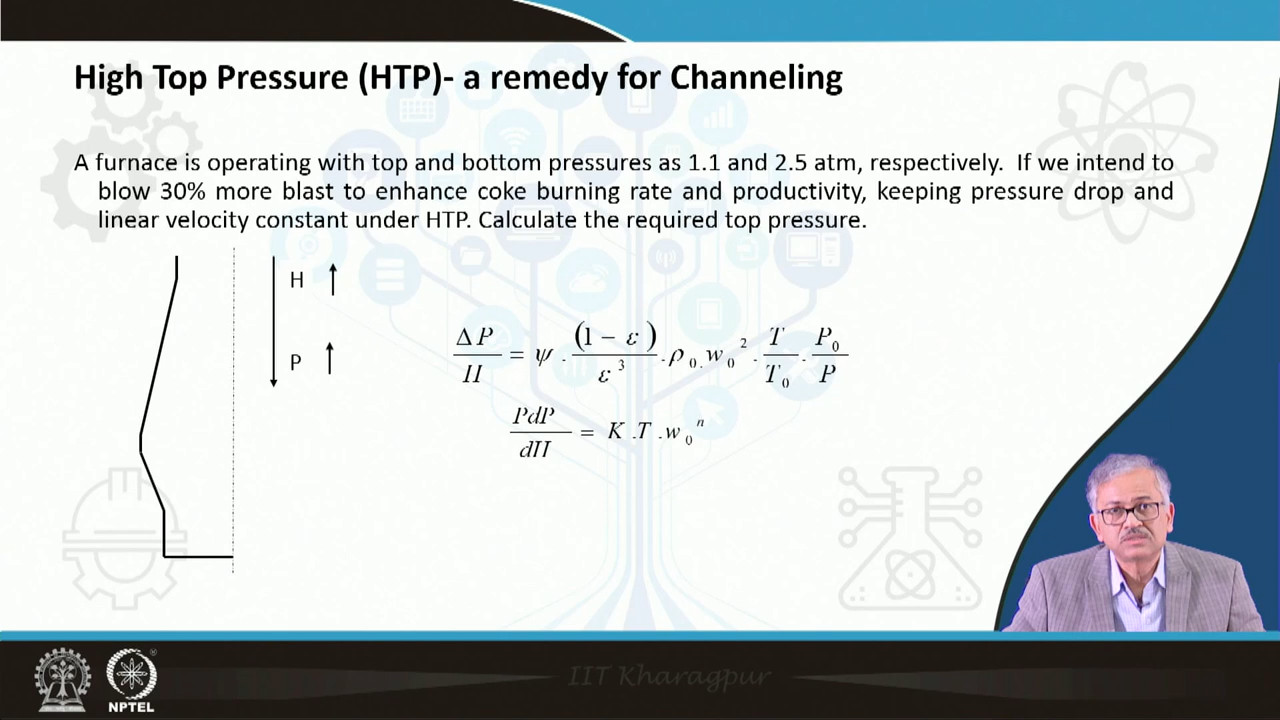 High Top Pressure (HTP)- a remedy for Channeling
A furnace is operating with top and bottom pressures as 1.1 and 2.5 atm, respectively. If we intend to
blow 30% more blast to enhance coke burning rate and productivity, keeping pressure drop and
linear velocity constant under HTP. Calculate the required top pressure.
H ↑
P ↑
ΔP/H = ψ · (1 − ε)/ε³ · ρ₀ · w₀² · T/T₀ · P₀/P
PdP/dH = K . T . w₀ⁿ
IIT Kharagpur
NPTEL